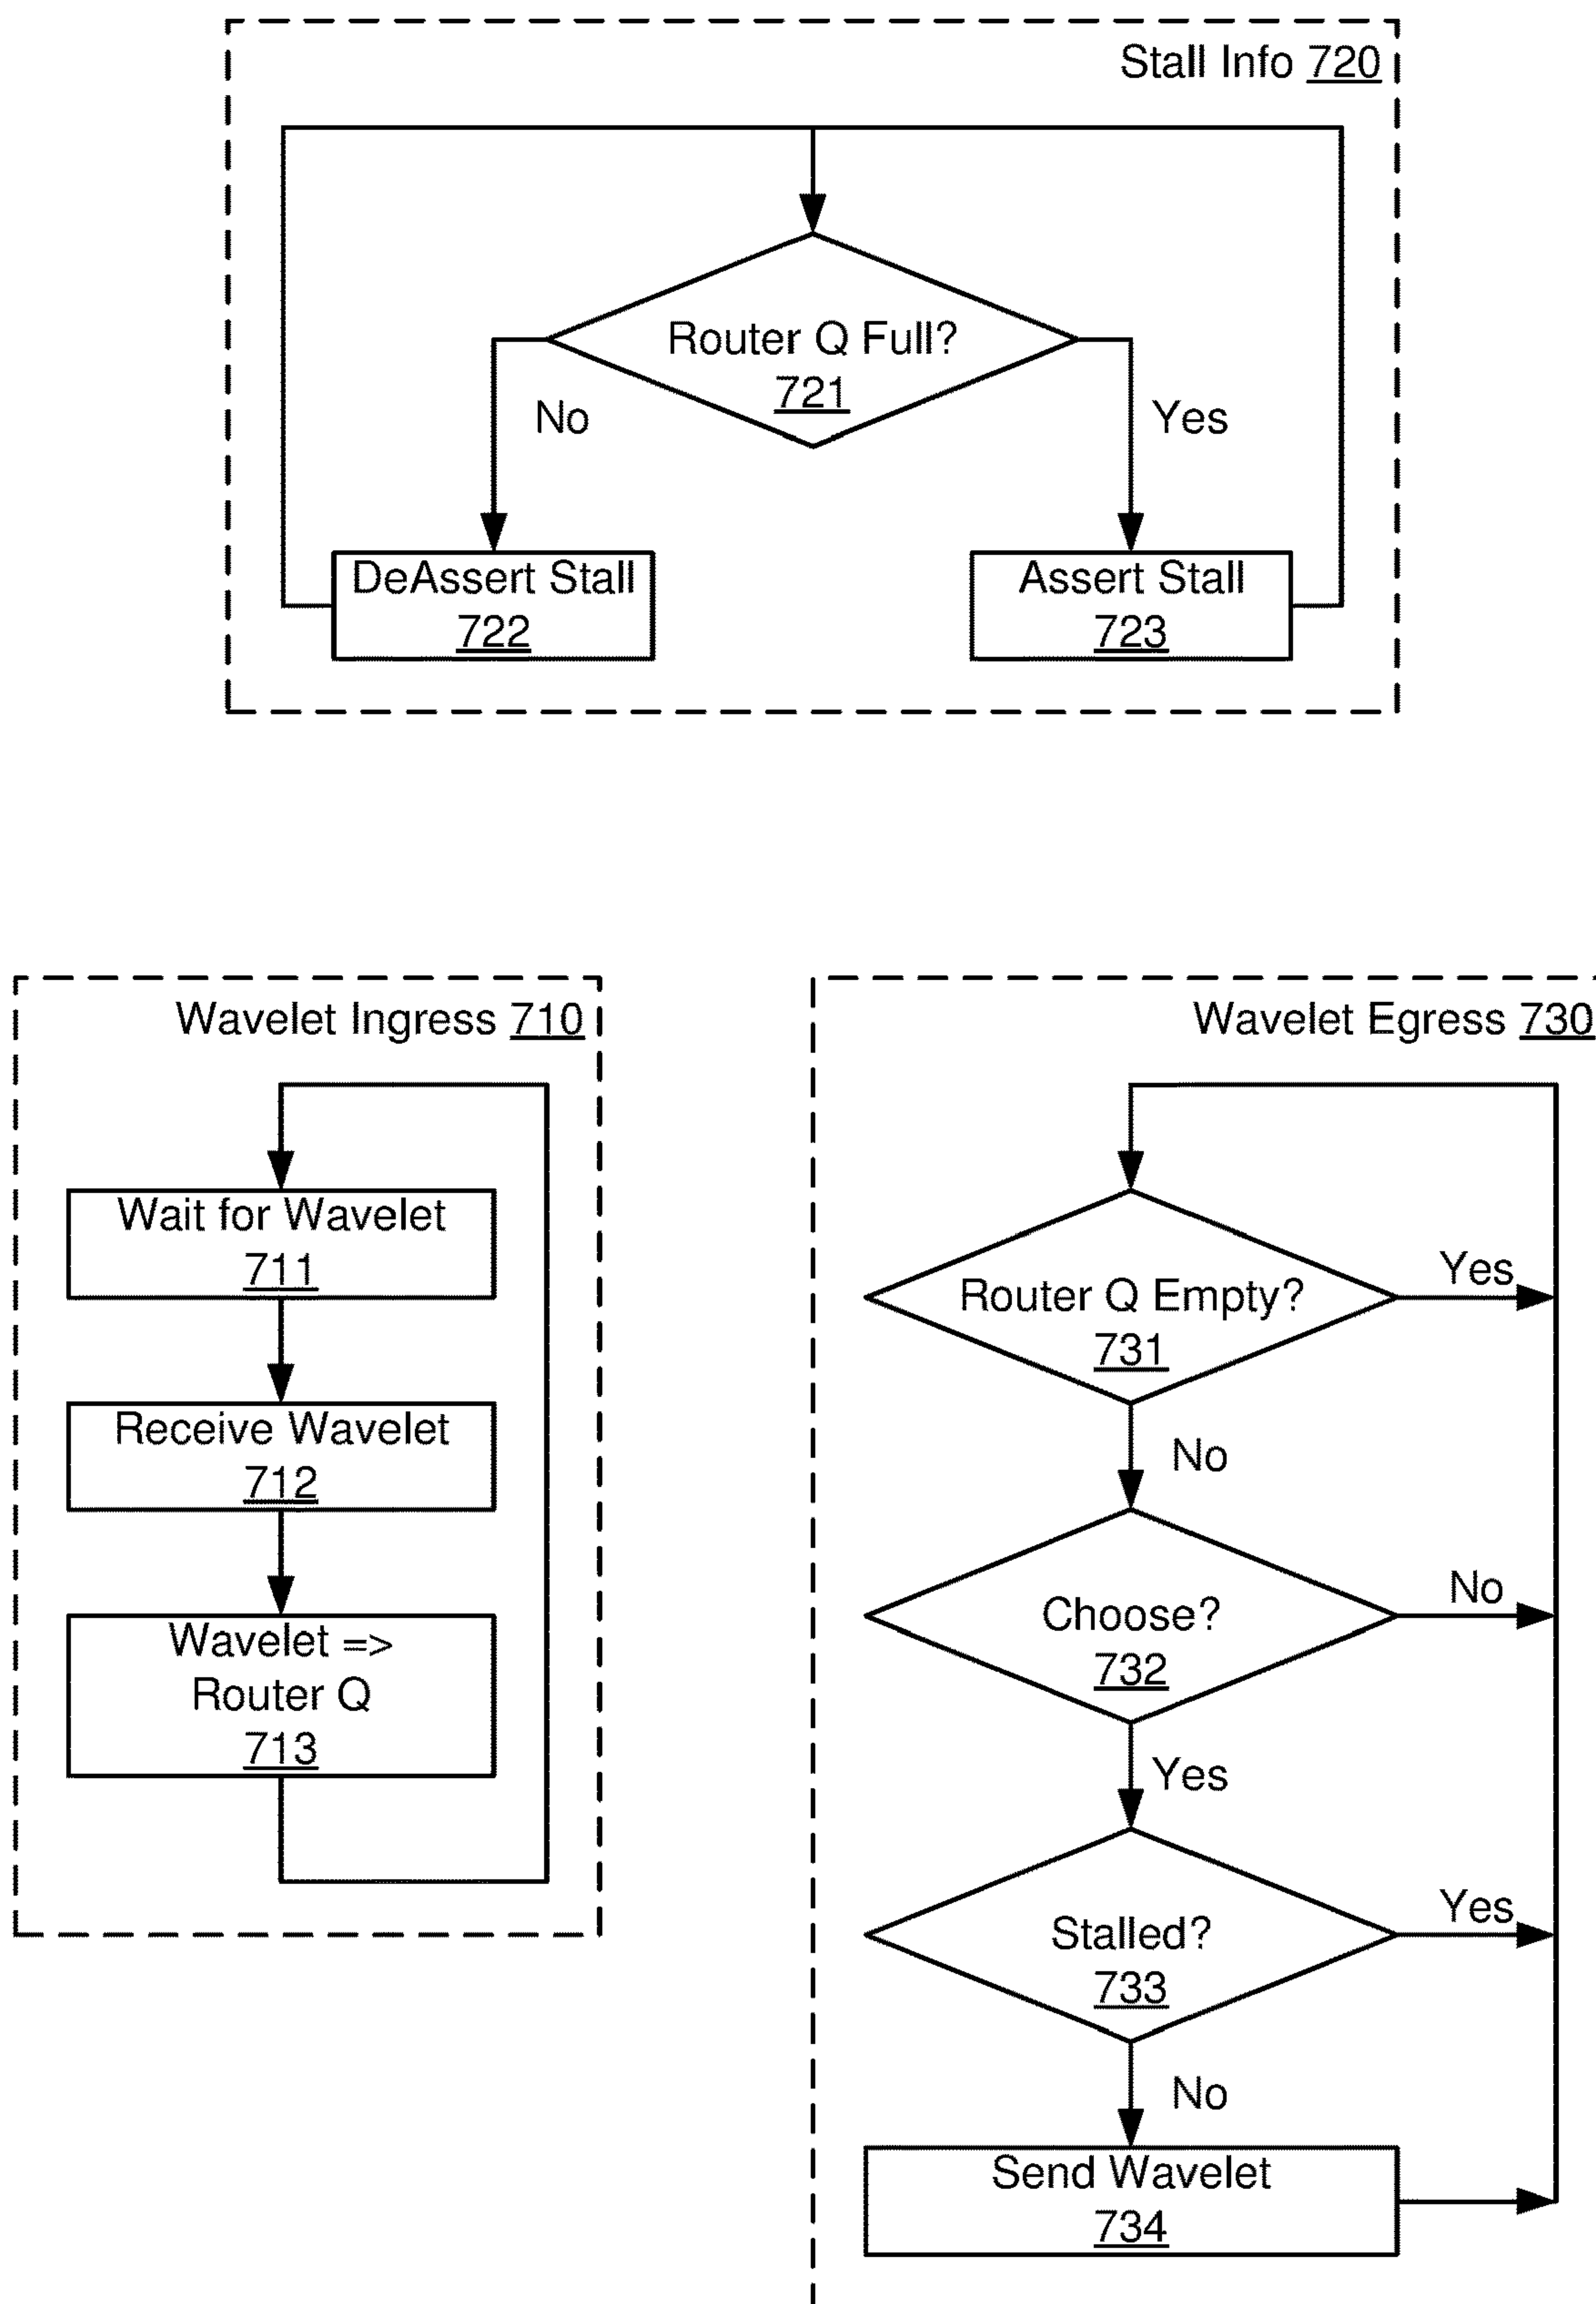 Stall Info 720
Router Q Full?
721
No
Yes
DeAssert Stall
722
Assert Stall
723
Wavelet Ingress 710
Wait for Wavelet
711
Receive Wavelet
712
Wavelet =>
Router Q
713
Wavelet Egress 730
Router Q Empty?
731
Yes
No
Choose?
732
No
Yes
Stalled?
733
Yes
No
Send Wavelet
734